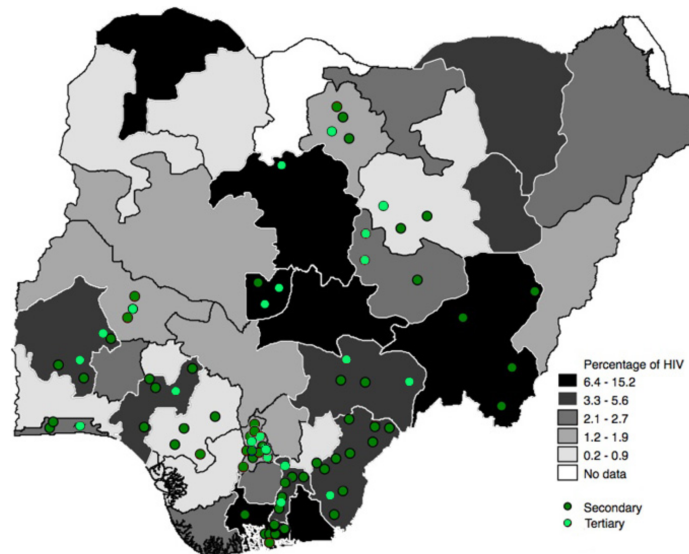 Percentage of HIV
6.4 - 15.2
3.3 - 5.6
2.1 - 2.7
1.2 - 1.9
0.2 - 0.9
No data
Secondary
Tertiary